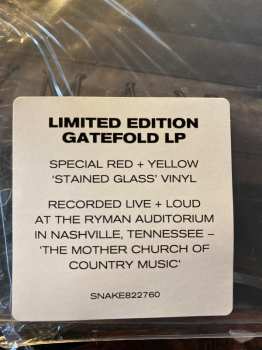 LIMITED EDITION
GATEFOLD LP
SPECIAL RED + YELLOW
'STAINED GLASS' VINYL
RECORDED LIVE + LOUD
AT THE RYMAN AUDITORIUM
IN NASHVILLE, TENNESSEE –
'THE MOTHER CHURCH OF
COUNTRY MUSIC'
SNAKE822760